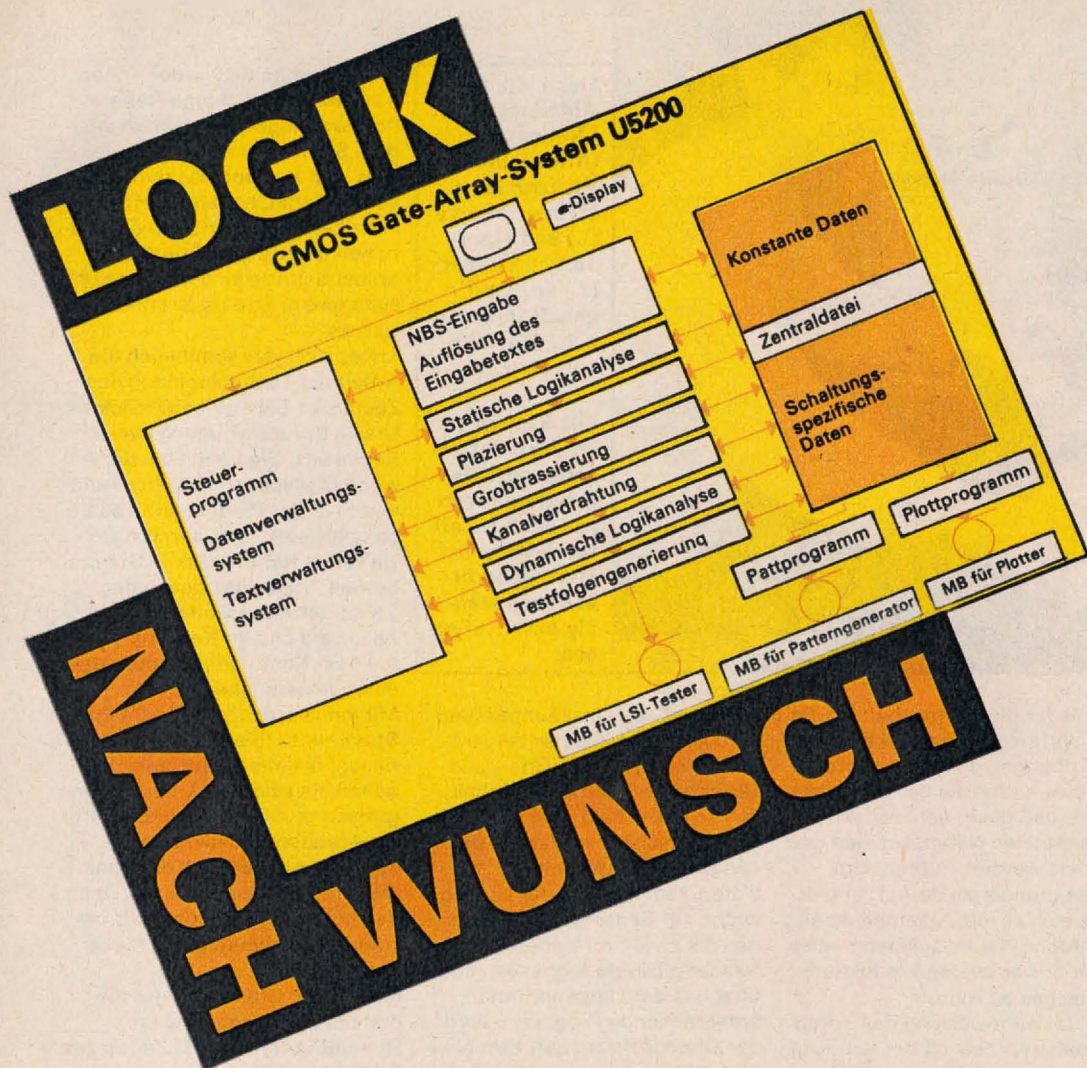 LOGIK
NACH
WUNSCH
CMOS Gate-Array-System U5200
-Display
NBS-Eingabe
Auflösung des
Eingabetextes
Statische Logikanalyse
Plazierung
Grobtrassierung
Kanalverdrahtung
Dynamische Logikanalyse
Testfolgengenerierung
Steuer-
programm
Datenverwaltungs-
system
Textverwaltungs-
system
Konstante Daten
Zentraldatei
Schaltungs-
spezifische
Daten
Plottprogramm
Pattprogramm
MB für Plotter
MB für Patterngenerator
MB für LSI-Tester